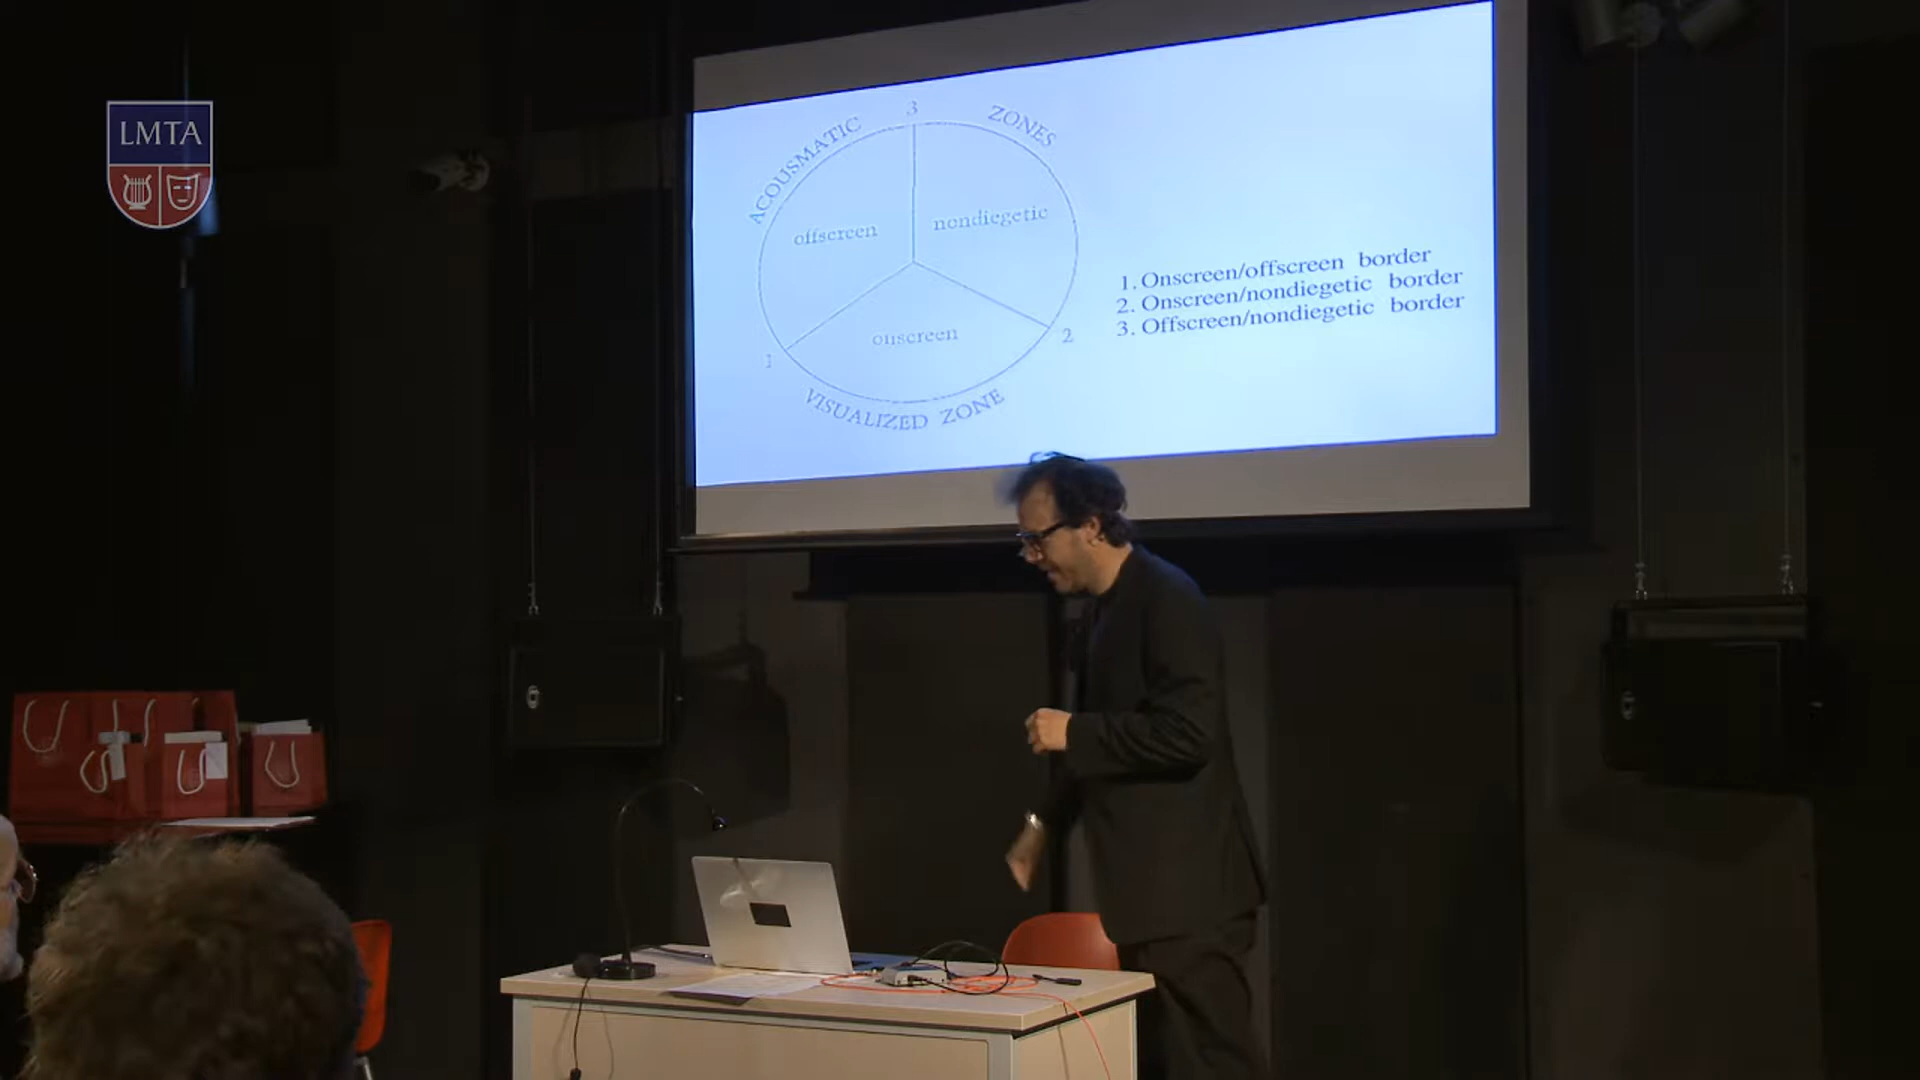 LMTA
3
ACOUSMATIC ZONES
offscreen
nondiegetic
onscreen
1
2
VISUALIZED ZONE
1. Onscreen/offscreen border
2. Onscreen/nondiegetic border
3. Offscreen/nondiegetic border